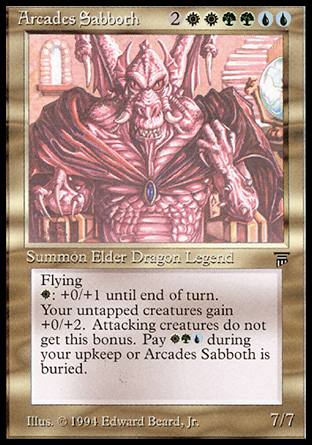 Arcades Sabboth 2
Summon Elder Dragon Legend
Flying
: +0/+1 until end of turn.
Your untapped creatures gain
+0/+2. Attacking creatures do not
get this bonus. Pay during
your upkeep or Arcades Sabboth is
buried.
Illus. © 1994 Edward Beard, Jr. 7/7